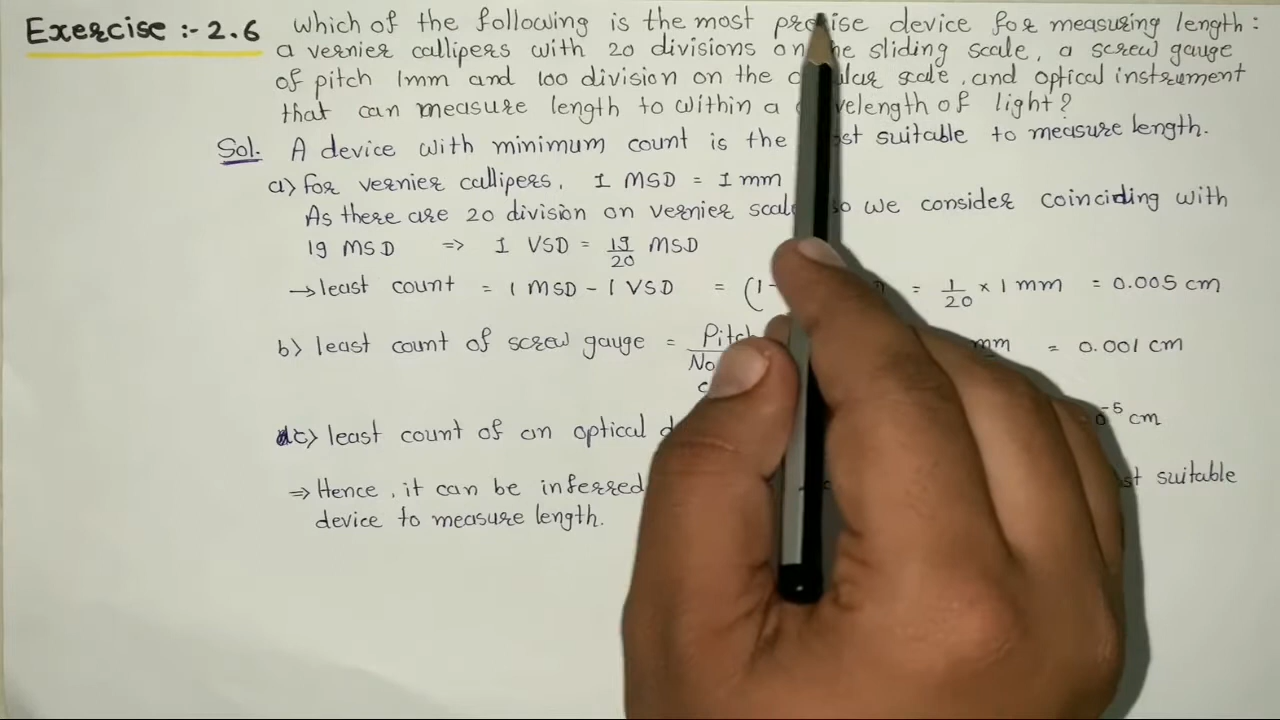 Exercise :- 2.6 Which of the following is the most precise device for measuring length :
a vernier callipers with 20 divisions on the sliding scale, a screw gauge
of pitch 1mm and 100 division on the scale, and optical instrument
that can measure length to within a of light?
Sol. A device with minimum count is the suitable to measure length.
a) for vernier callipers, 1 MSD = 1 mm
As there are 20 division on vernier so we consider coinciding with
19 MSD => 1 VSD = 19/20 MSD
→ least count = 1 MSD - 1 VSD = (1- = 1/20 × 1 mm = 0.005 cm
b) least count of screw gauge = Pitch mm = 0.001 cm
No
c) least count of an optical -5 cm
=> Hence, it can be inferred suitable
device to measure length.